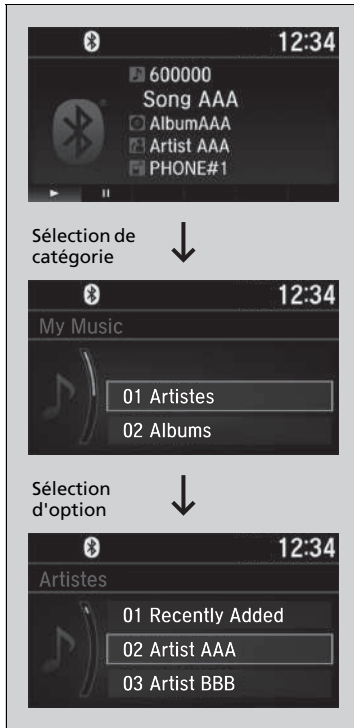 12:34
600000
Song AAA
AlbumAAA
Artist AAA
PHONE#1
Sélection de
catégorie
12:34
My Music
01 Artistes
02 Albums
Sélection
d'option
12:34
Artistes
01 Recently Added
02 Artist AAA
03 Artist BBB